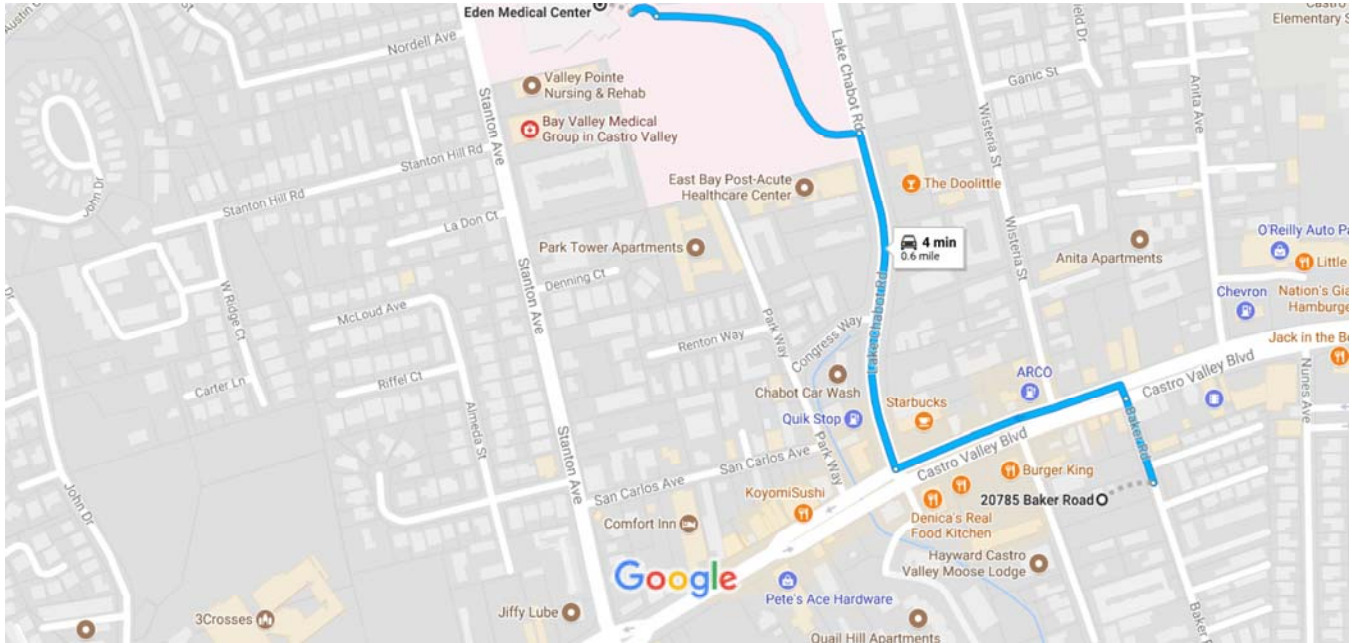 Eden Medical Center
Nordell Ave
Castro
Elementary S
Valley Pointe
Nursing & Rehab
Bay Valley Medical
Group in Castro Valley
Stanton Ave
Lake Chabot Rd
Ganic St
Wisteria St
Anita Ave
Stanton Hill Rd
Stanton Hill Rd
John Dr
East Bay Post-Acute
Healthcare Center
The Doolittle
La Don Ct
Park Tower Apartments
4 min
0.6 mile
Wisteria St
Anita Apartments
O'Reilly Auto Pa
Little
Denning Ct
Stanton Ave
W Ridge Ct
McLoud Ave
Chevron
Nation's Gia
Hamburge
Renton Way
Park Way
Congress Way
Lake Chabot Rd
Jack in the Bo
Carter Ln
Riffel Ct
Chabot Car Wash
ARCO
Castro Valley Blvd
Nunes Ave
Quik Stop
Starbucks
Almeda St
Stanton Ave
San Carlos Ave
Park Way
Castro Valley Blvd
Baker Rd
San Carlos Ave
KoyomiSushi
Burger King
20785 Baker Road
John Dr
Comfort Inn
Denica's Real
Food Kitchen
Hayward Castro
Valley Moose Lodge
Google
Pete's Ace Hardware
3Crosses
Jiffy Lube
Quail Hill Apartments
Baker